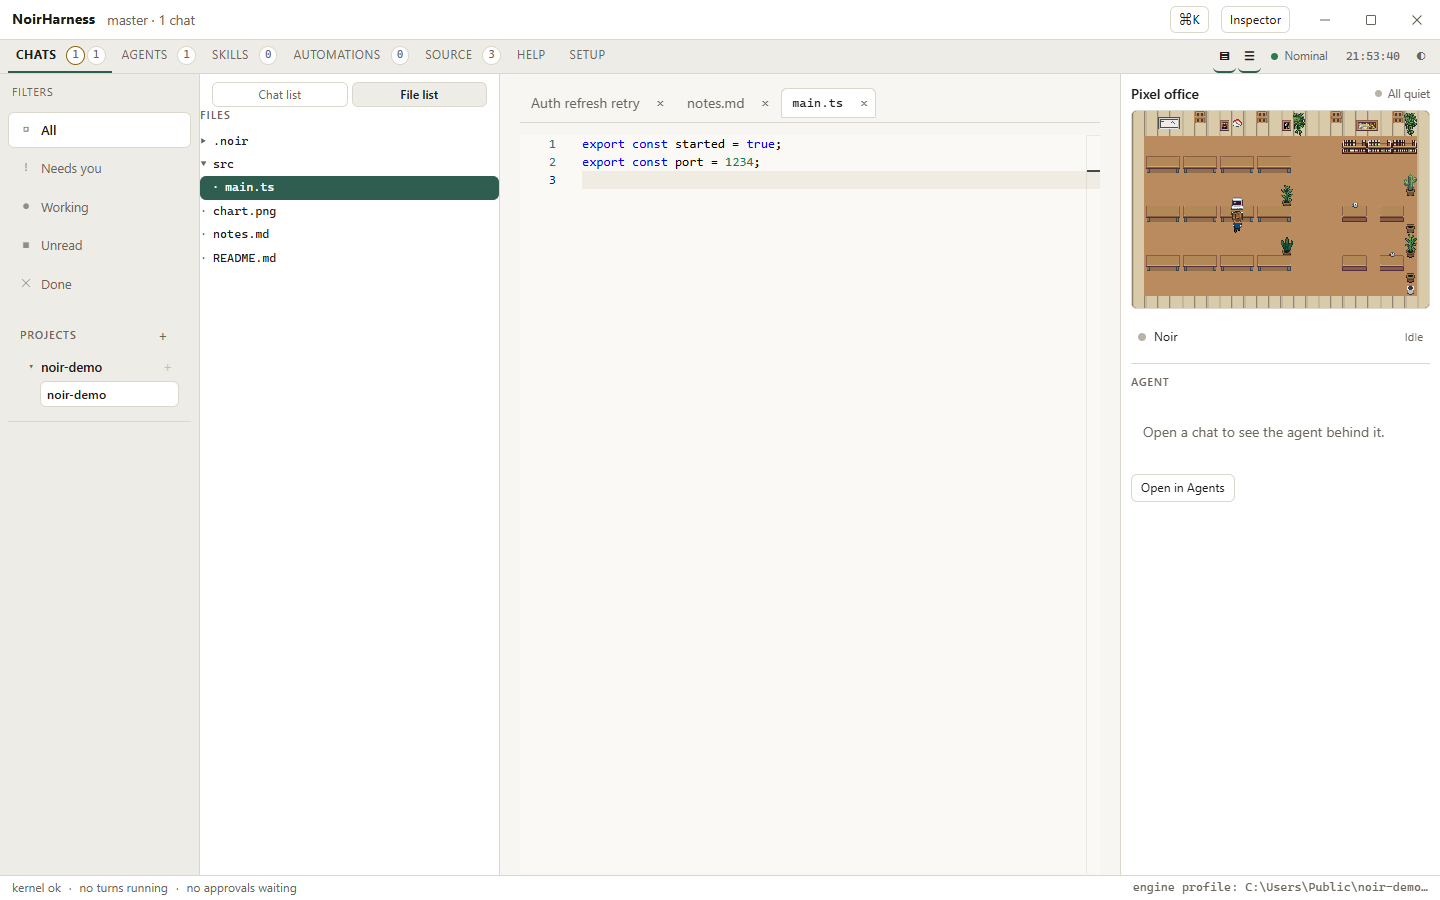 NoirHarness master · 1 chat ⌘K Inspector
CHATS 1 1 AGENTS 1 SKILLS 0 AUTOMATIONS 0 SOURCE 3 HELP SETUP Nominal 21:53:40
FILTERS
All
Needs you
Working
Unread
Done
PROJECTS +
noir-demo +
noir-demo
Chat list File list
FILES
.noir
src
· main.ts
· chart.png
· notes.md
· README.md
Auth refresh retry × notes.md × main.ts ×
1 export const started = true;
2 export const port = 1234;
3
Pixel office All quiet
Noir Idle
AGENT
Open a chat to see the agent behind it.
Open in Agents
kernel ok · no turns running · no approvals waiting
engine profile: C:\Users\Public\noir-demo…